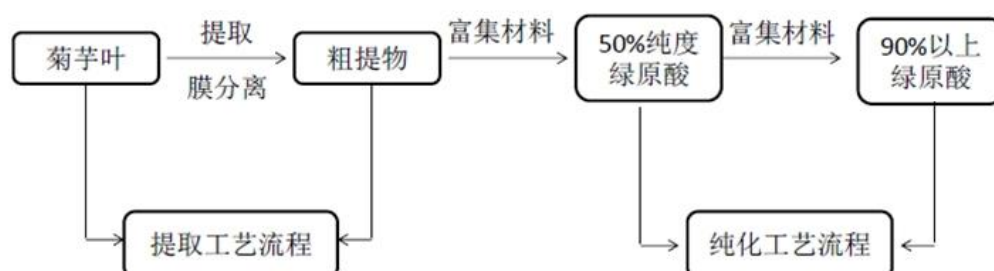 菊芋叶
提取
膜分离
粗提物
富集材料
50%纯度
绿原酸
富集材料
90%以上
绿原酸
提取工艺流程
纯化工艺流程